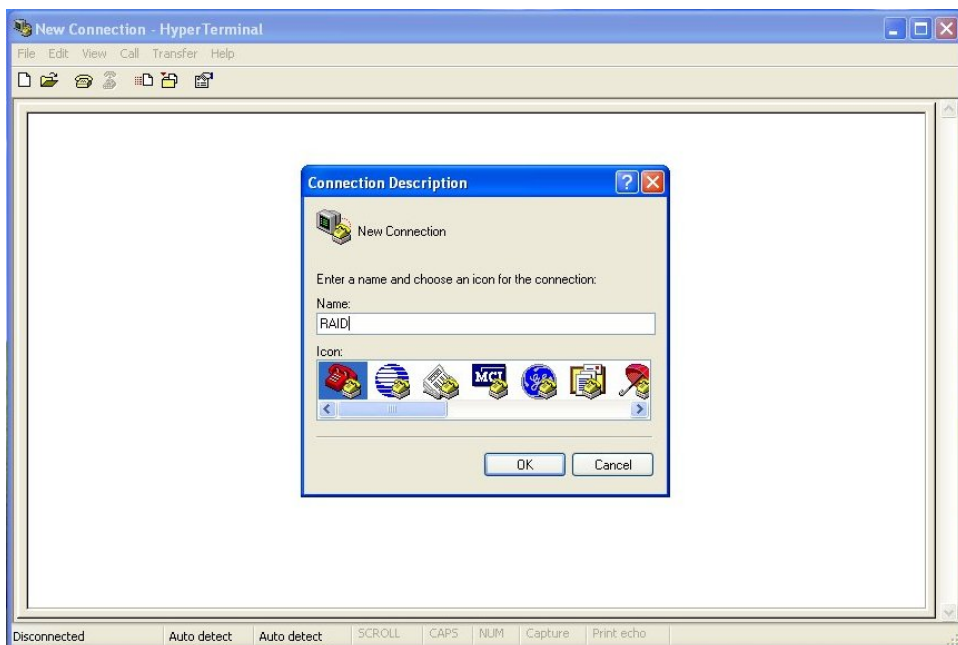 New Connection - HyperTerminal
File Edit View Call Transfer Help
Connection Description
New Connection
Enter a name and choose an icon for the connection:
Name:
RAID
Icon:
MCI
OK Cancel
Disconnected Auto detect Auto detect SCROLL CAPS NUM Capture Print echo